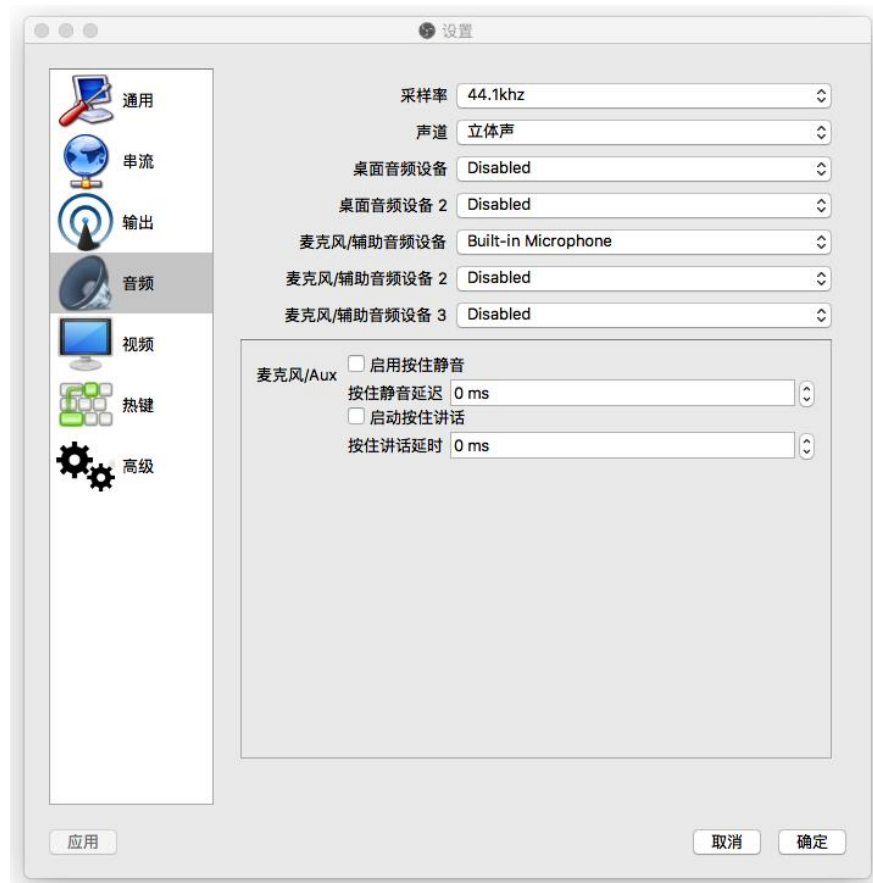 设置
通用
串流
输出
音频
视频
热键
高级
采样率 44.1khz
声道 立体声
桌面音频设备 Disabled
桌面音频设备 2 Disabled
麦克风/辅助音频设备 Built-in Microphone
麦克风/辅助音频设备 2 Disabled
麦克风/辅助音频设备 3 Disabled
麦克风/Aux
启用按住静音
按住静音延迟 0 ms
启动按住讲话
按住讲话延时 0 ms
应用
取消
确定